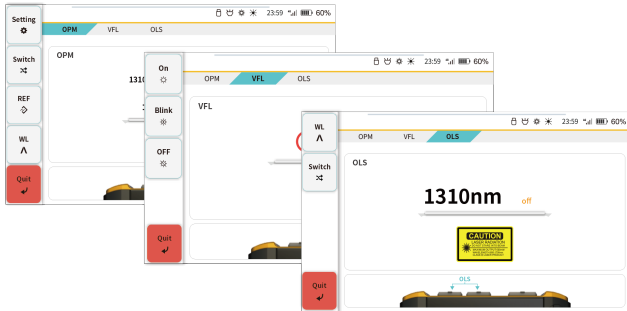 Setting
23:59
60%
OPM
VFL
OLS
Switch
OPM
1310
REF
WL
Quit
On
23:59
60%
OPM
VFL
OLS
Blink
VFL
OFF
Quit
WL
23:59
60%
OPM
VFL
OLS
Switch
OLS
1310nm off
CAUTION
LASER RADIATION
OLS
Quit